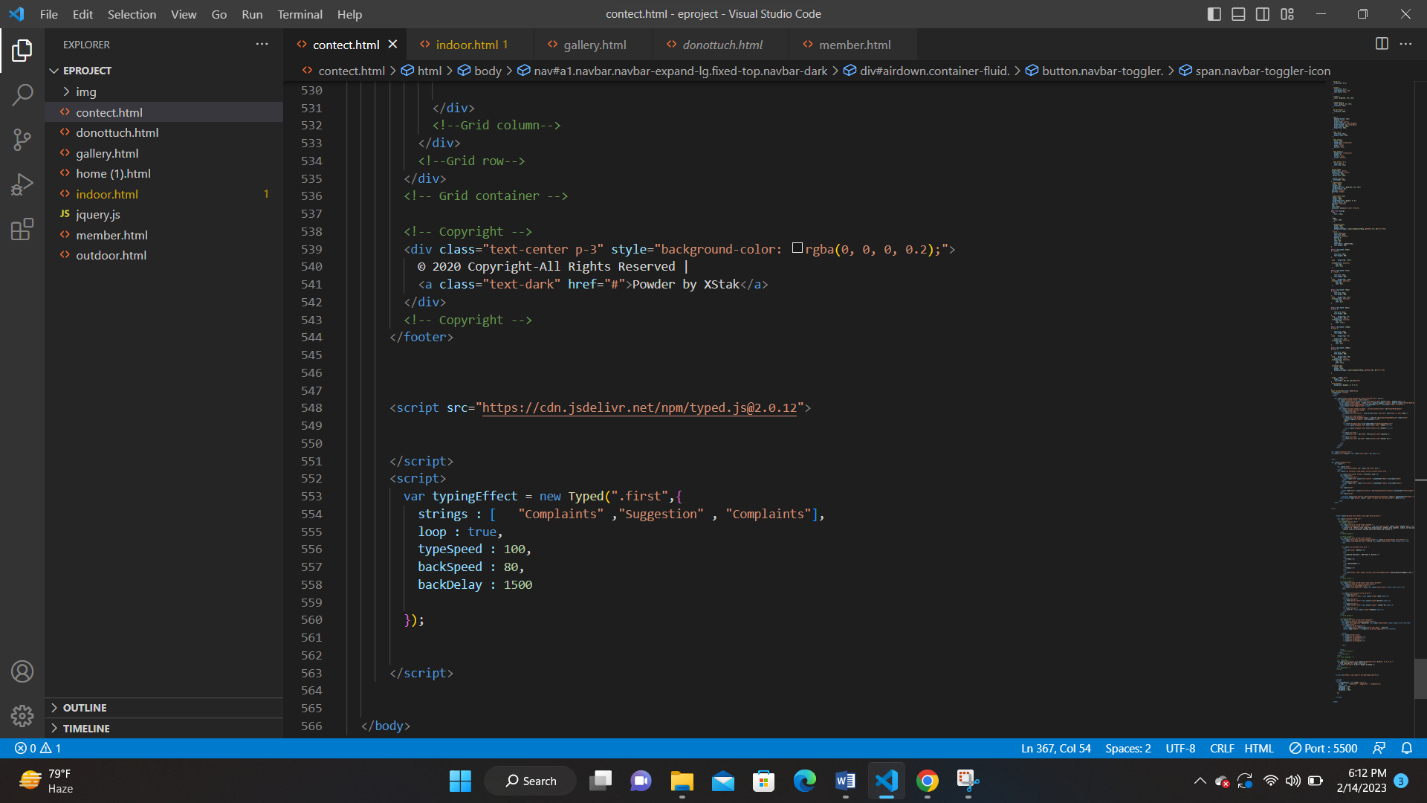 File Edit Selection View Go Run Terminal Help
contect.html - eproject - Visual Studio Code
EXPLORER
EPROJECT
img
contect.html
donottuch.html
gallery.html
home (1).html
indoor.html 1
JS jquery.js
member.html
outdoor.html
OUTLINE
TIMELINE
contect.html indoor.html 1 gallery.html donottuch.html member.html
contect.html > html > body > nav#a1.navbar.navbar-expand-lg.fixed-top.navbar-dark > div#airdown.container-fluid. > button.navbar-toggler. > span.navbar-toggler-icon
530
531 </div>
532 <!--Grid column-->
533 </div>
534 <!--Grid row-->
535 </div>
536 <!-- Grid container -->
537
538 <!-- Copyright -->
539 <div class="text-center p-3" style="background-color: rgba(0, 0, 0, 0.2);">
540 © 2020 Copyright-All Rights Reserved |
541 <a class="text-dark" href="#">Powder by XStak</a>
542 </div>
543 <!-- Copyright -->
544 </footer>
545
546
547
548 <script src="https://cdn.jsdelivr.net/npm/typed.js@2.0.12">
549
550
551 </script>
552 <script>
553 var typingEffect = new Typed(".first",{
554 strings : [ "Complaints" ,"Suggestion" , "Complaints"],
555 loop : true,
556 typeSpeed : 100,
557 backSpeed : 80,
558 backDelay : 1500
559
560 });
561
562
563 </script>
564
565
566 </body>
0 1
Ln 367, Col 54 Spaces: 2 UTF-8 CRLF HTML Port : 5500
79°F
Haze
Search
6:12 PM
2/14/2023
3